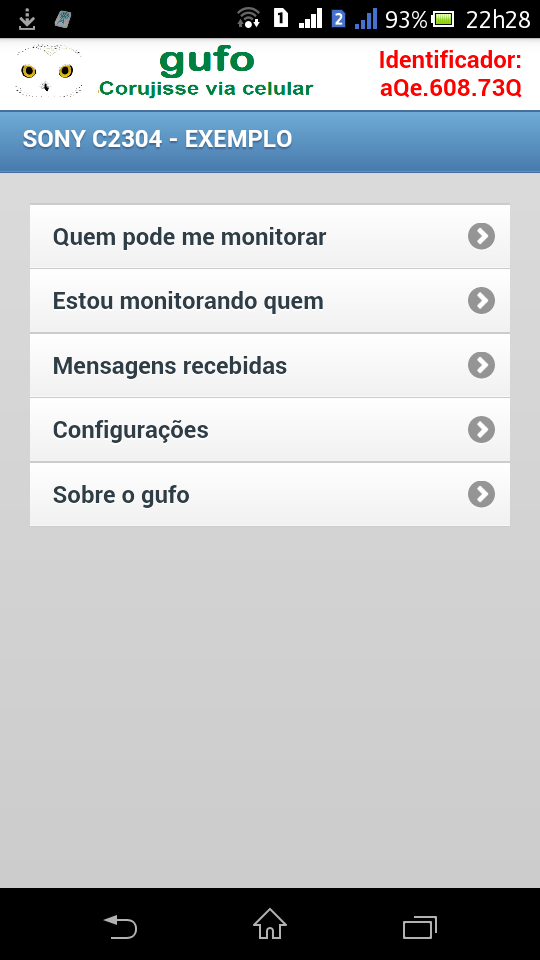 1 2 93% 22h28
gufo
Corujisse via celular
Identificador:
aQe.608.73Q
SONY C2304 - EXEMPLO
Quem pode me monitorar
Estou monitorando quem
Mensagens recebidas
Configurações
Sobre o gufo